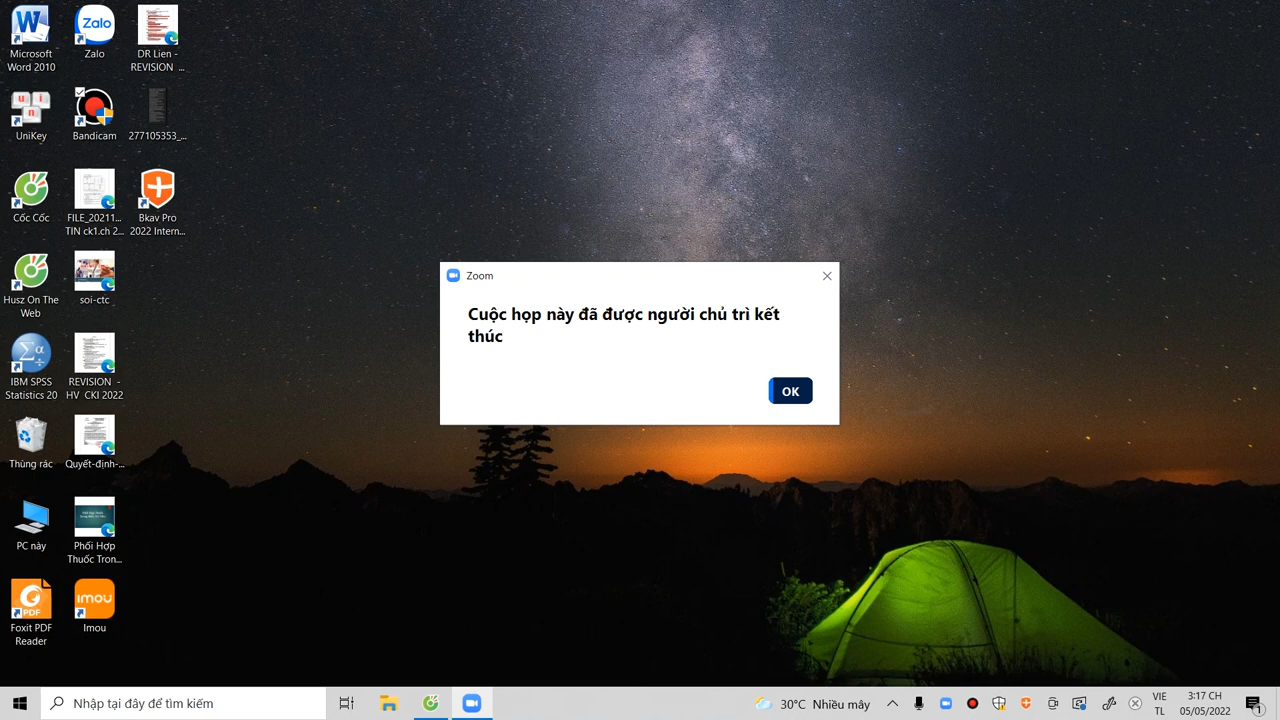 Microsoft
Word 2010
Zalo
DR Lien -
REVISION ...
UniKey
Bandicam
277105353_...
Cốc Cốc
FILE_20211...
TIN ck1.ch 2...
Bkav Pro
2022 Intern...
Husz On The
Web
soi-ctc
IBM SPSS
Statistics 20
REVISION -
HV CKI 2022
Thùng rác
Quyết-định-...
PC này
Phối Hợp
Thuốc Tron...
Foxit PDF
Reader
Imou
Zoom
Cuộc họp này đã được người chủ trì kết
thúc
OK
Nhập tại đây để tìm kiếm
30°C Nhiều mây
VIE
TL
3:17 CH
05/05/2022
1